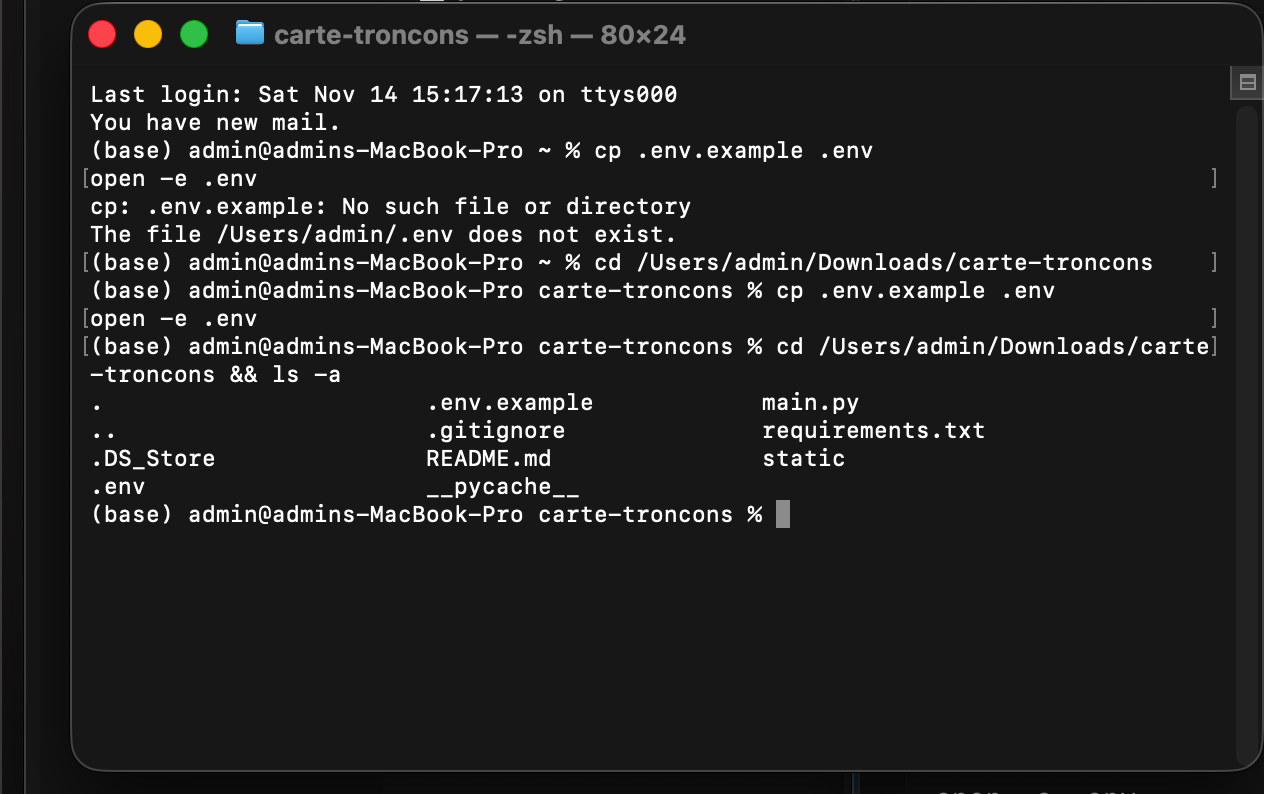 carte-troncons — -zsh — 80×24
Last login: Sat Nov 14 15:17:13 on ttys000
You have new mail.
(base) admin@admins-MacBook-Pro ~ % cp .env.example .env
[open -e .env ]
cp: .env.example: No such file or directory
The file /Users/admin/.env does not exist.
[(base) admin@admins-MacBook-Pro ~ % cd /Users/admin/Downloads/carte-troncons ]
(base) admin@admins-MacBook-Pro carte-troncons % cp .env.example .env
[open -e .env ]
[(base) admin@admins-MacBook-Pro carte-troncons % cd /Users/admin/Downloads/carte]
-troncons && ls -a
. .env.example main.py
.. .gitignore requirements.txt
.DS_Store README.md static
.env __pycache__
(base) admin@admins-MacBook-Pro carte-troncons %